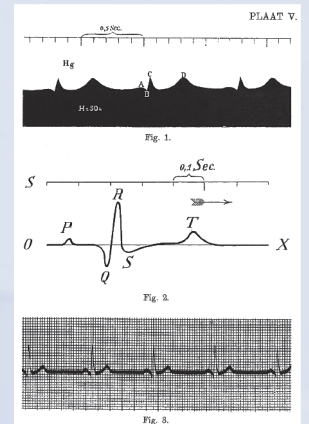 PLAAT V.
0,5 Sec.
Hg
A B C D
H2SO4
Fig. 1.
0,1 Sec.
S
R
P T
O X
Q S
Fig. 2.
Fig. 3.